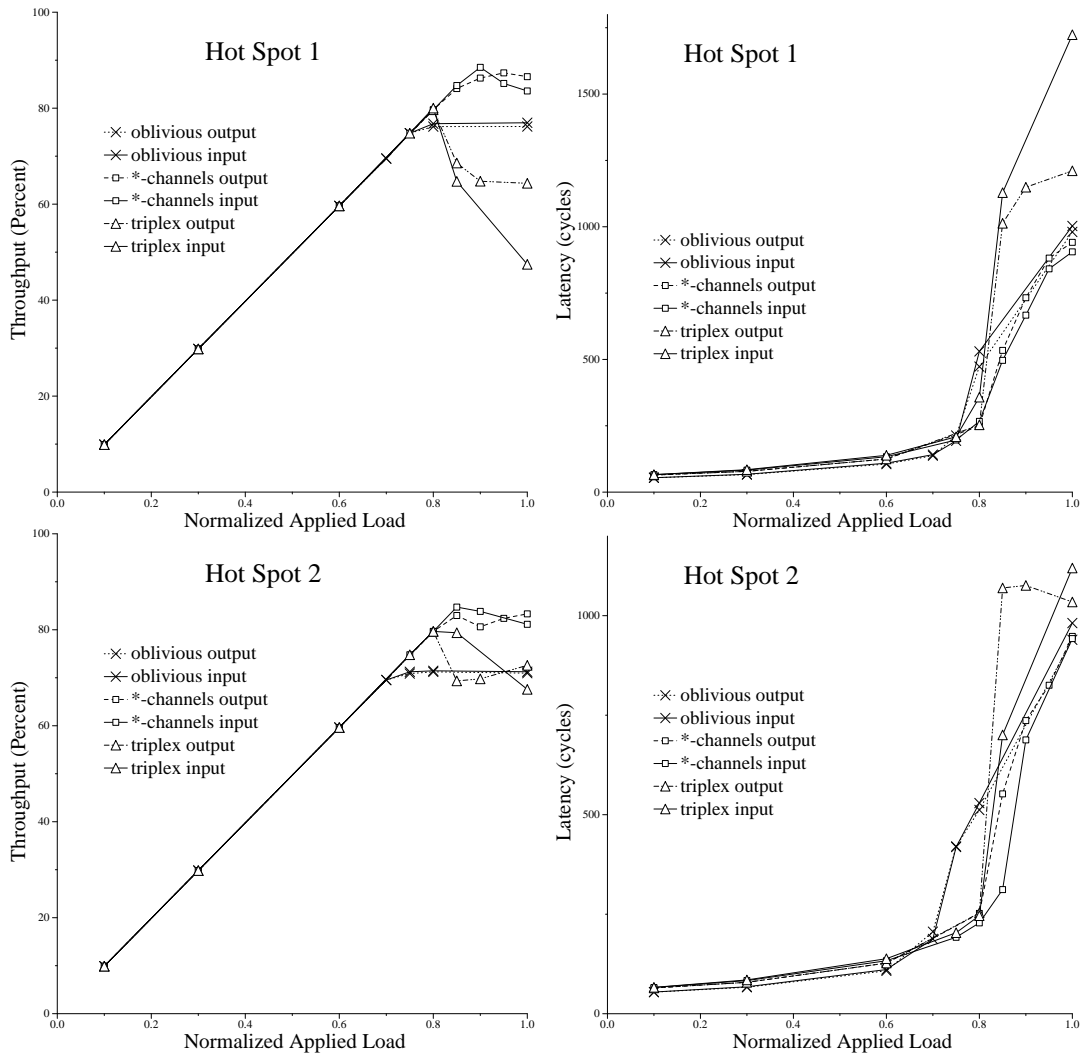 Hot Spot 1
Throughput (Percent)
100
80
60
40
20
0
oblivious output
oblivious input
*-channels output
*-channels input
triplex output
triplex input
0.0 0.2 0.4 0.6 0.8 1.0
Normalized Applied Load
Hot Spot 1
Latency (cycles)
1500
1000
500
0
oblivious output
oblivious input
*-channels output
*-channels input
triplex output
triplex input
0.0 0.2 0.4 0.6 0.8 1.0
Normalized Applied Load
Hot Spot 2
Throughput (Percent)
100
80
60
40
20
0
oblivious output
oblivious input
*-channels output
*-channels input
triplex output
triplex input
0.0 0.2 0.4 0.6 0.8 1.0
Normalized Applied Load
Hot Spot 2
Latency (cycles)
1000
500
0
oblivious output
oblivious input
*-channels output
*-channels input
triplex output
triplex input
0.0 0.2 0.4 0.6 0.8 1.0
Normalized Applied Load